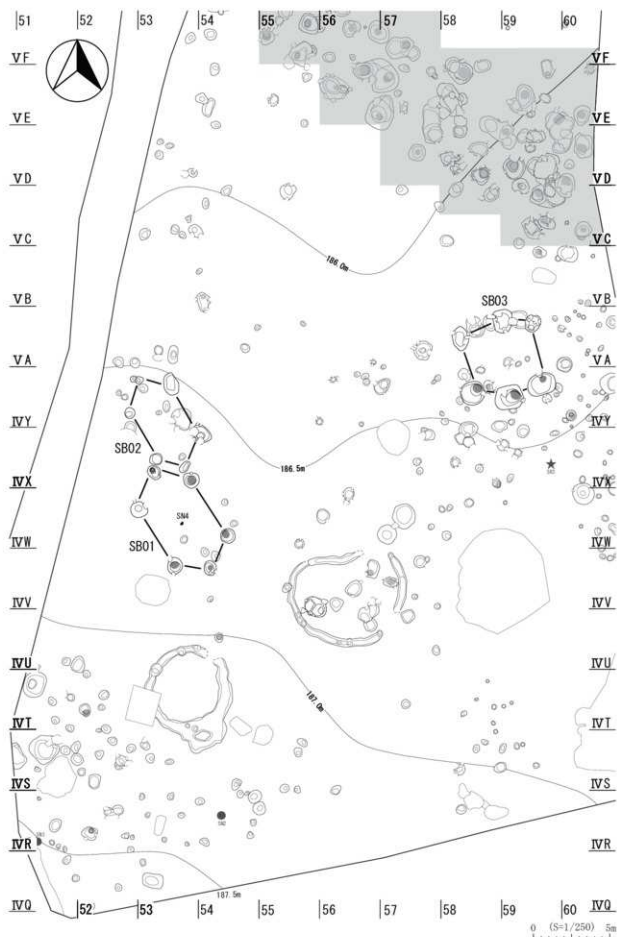 51 52 53 54 55 56 57 58 59 60
ⅤF ⅤF
ⅤE ⅤE
ⅤD ⅤD
ⅤC ⅤC
186.0m
ⅤB SB03 ⅤB
ⅤA ⅤA
ⅣY ⅣY
SB02
186.5m
ⅣX ⅣX
SN4
SB01
ⅣW ⅣW
ⅣV ⅣV
ⅣU ⅣU
187.0m
ⅣT ⅣT
ⅣS ⅣS
SN2
ⅣR ⅣR
187.5m
ⅣQ 52 53 54 55 56 57 58 59 60 ⅣQ
0 (S=1/250) 5m